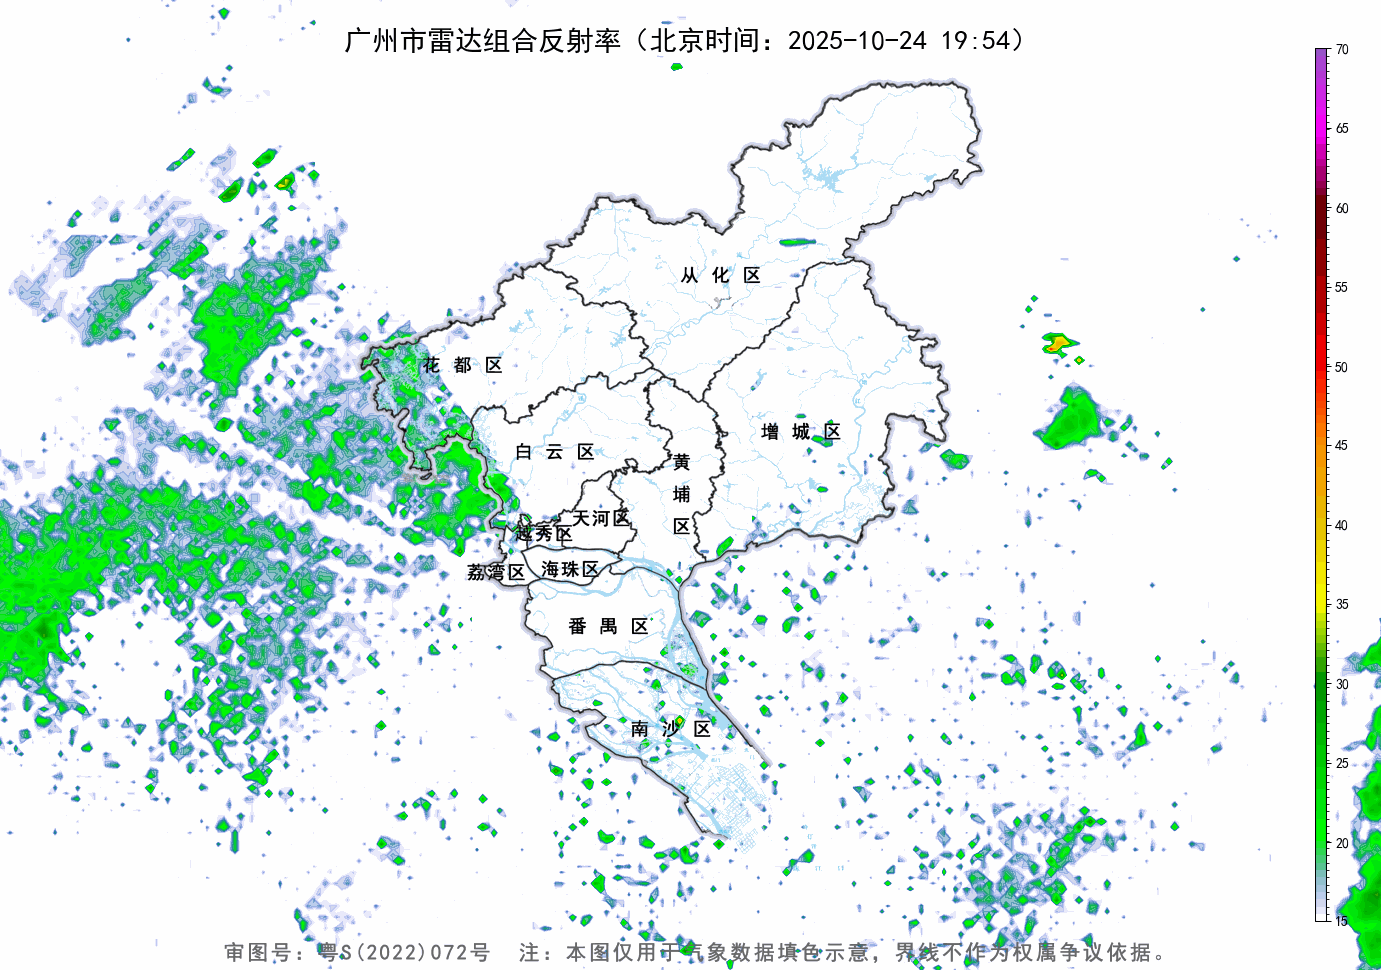 广州市雷达组合反射率（北京时间：2025-10-24 19:54）
70
65
60
55
50
45
40
35
30
25
20
15
从化区
花都区
增城区
白云区
黄埔区
天河区
越秀区
海珠区
荔湾区
番禺区
南沙区
审图号：粤S(2022)072号 注：本图仅用于气象数据填色示意，界线不作为权属争议依据。